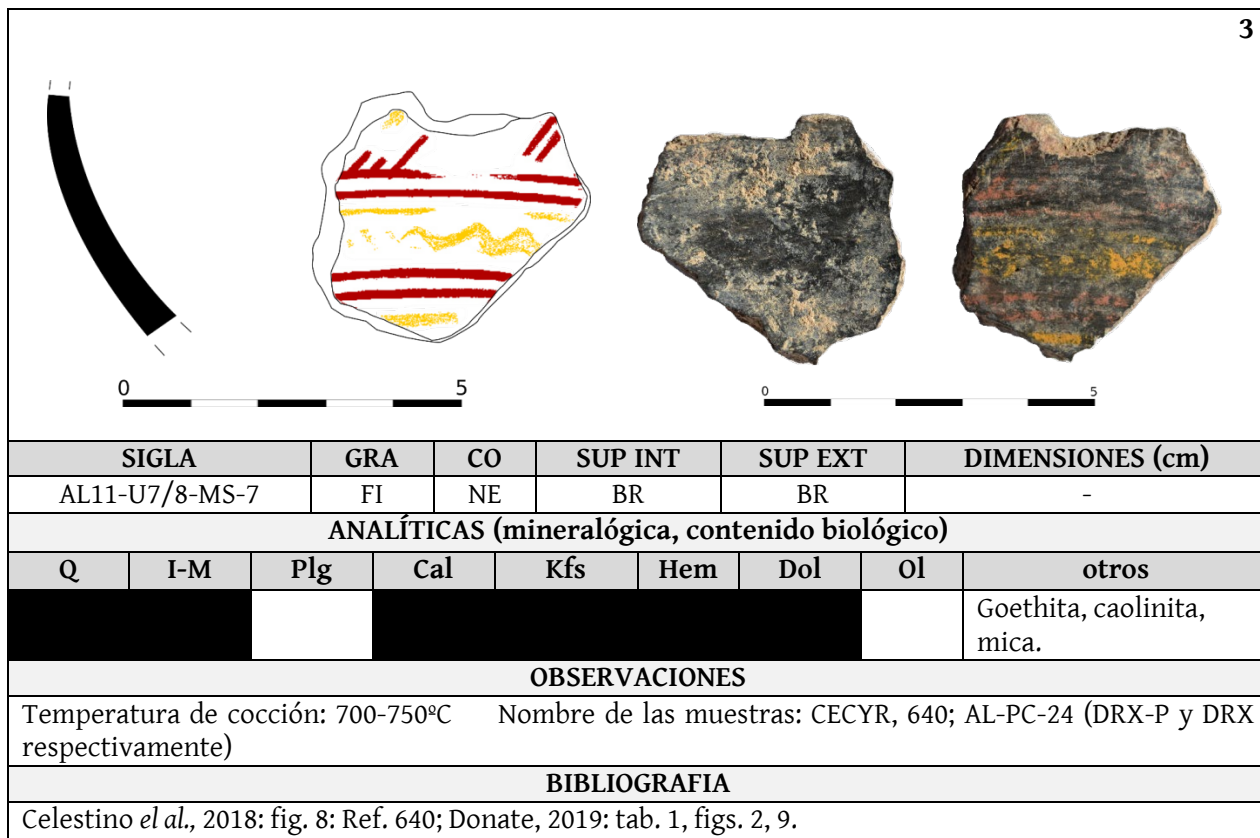 3
0 5
0 5
SIGLA GRA CO SUP INT SUP EXT DIMENSIONES (cm)
AL11-U7/8-MS-7 FI NE BR BR -
ANALÍTICAS (mineralógica, contenido biológico)
Q I-M Plg Cal Kfs Hem Dol Ol otros
Goethita, caolinita,
mica.
OBSERVACIONES
Temperatura de cocción: 700-750ºC Nombre de las muestras: CECYR, 640; AL-PC-24 (DRX-P y DRX
respectivamente)
BIBLIOGRAFIA
Celestino el al., 2018: fig. 8: Ref. 640; Donate, 2019: tab. 1, figs. 2, 9.